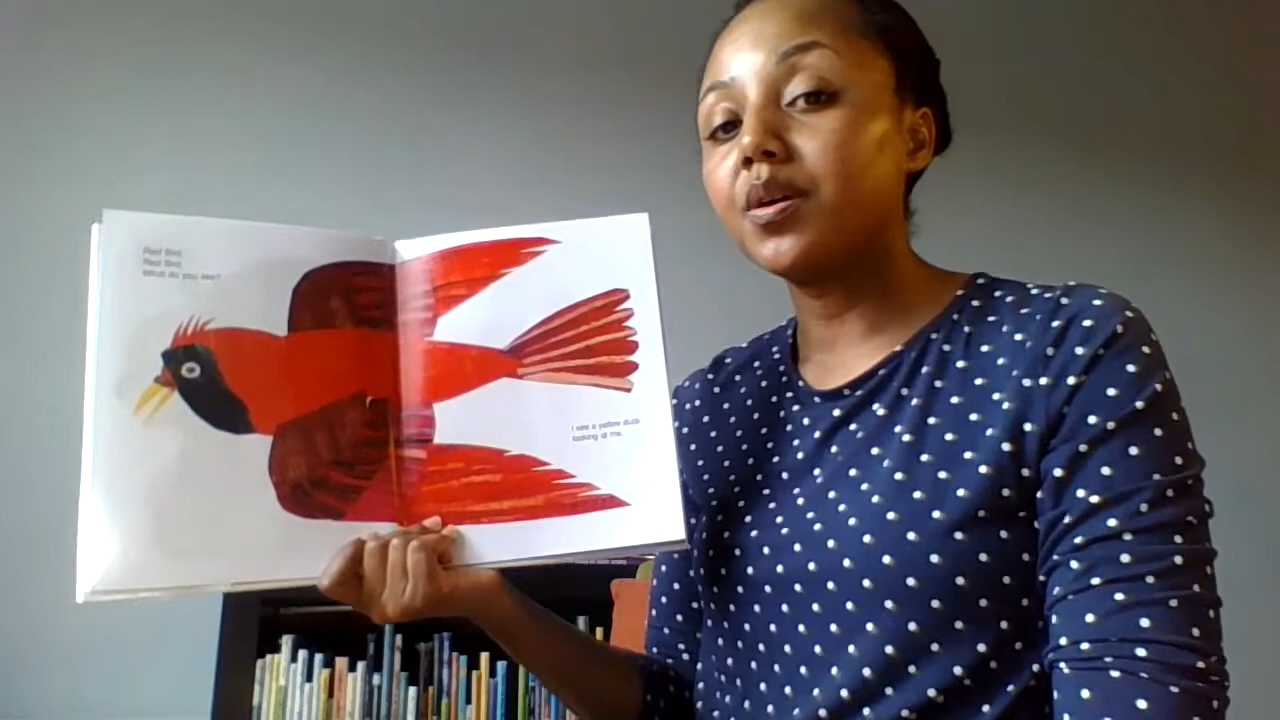 Red Bird,
Red Bird,
What do you see?
I see a yellow duck
looking at me.